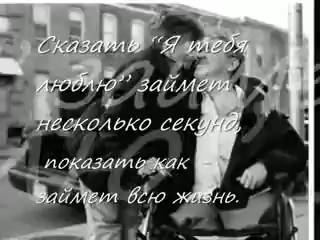 Сказать "Я тебя
люблю" займет
несколько секунд,
показать как -
займет всю жизнь.